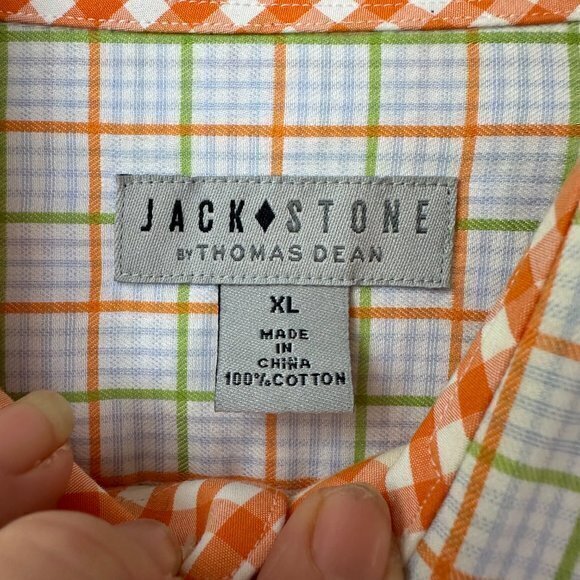 JACK♦STONE
BY THOMAS DEAN
XL
MADE
IN
CHINA
100%COTTON